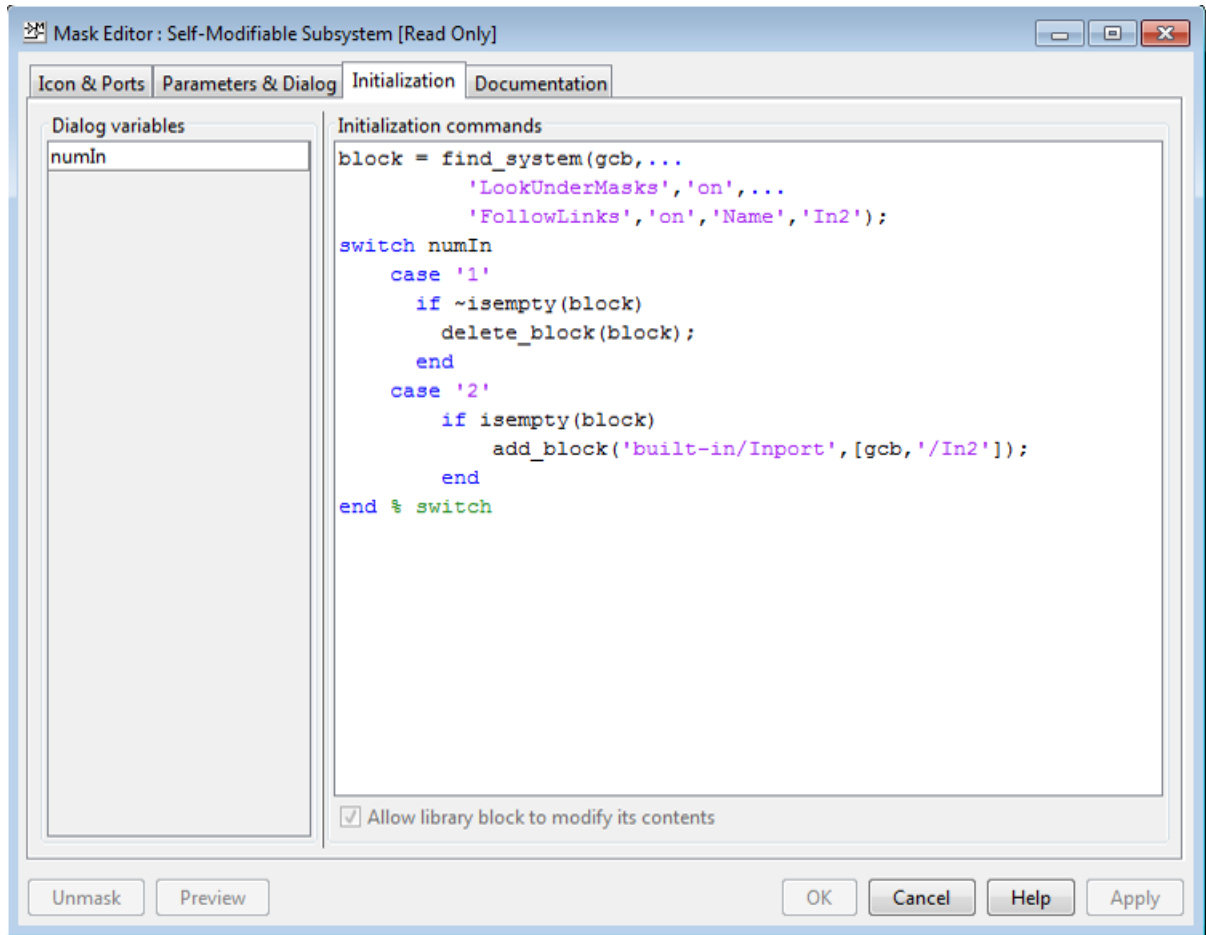 Mask Editor : Self-Modifiable Subsystem [Read Only]
Icon & Ports Parameters & Dialog Initialization Documentation
Dialog variables
numIn
Initialization commands
block = find_system(gcb,...
'LookUnderMasks','on',...
'FollowLinks','on','Name','In2');
switch numIn
case '1'
if ~isempty(block)
delete_block(block);
end
case '2'
if isempty(block)
add_block('built-in/Inport',[gcb,'/In2']);
end
end % switch
Allow library block to modify its contents
Unmask Preview OK Cancel Help Apply